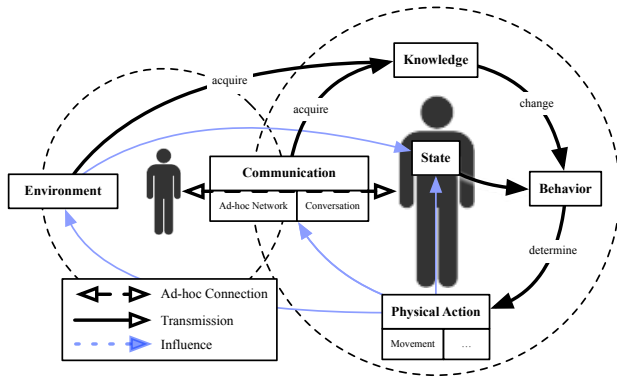 Knowledge
acquire
acquire
change
Communication
State
Environment
Behavior
Ad-hoc Network
Conversation
determine
Ad-hoc Connection
Physical Action
Transmission
Movement
...
Influence